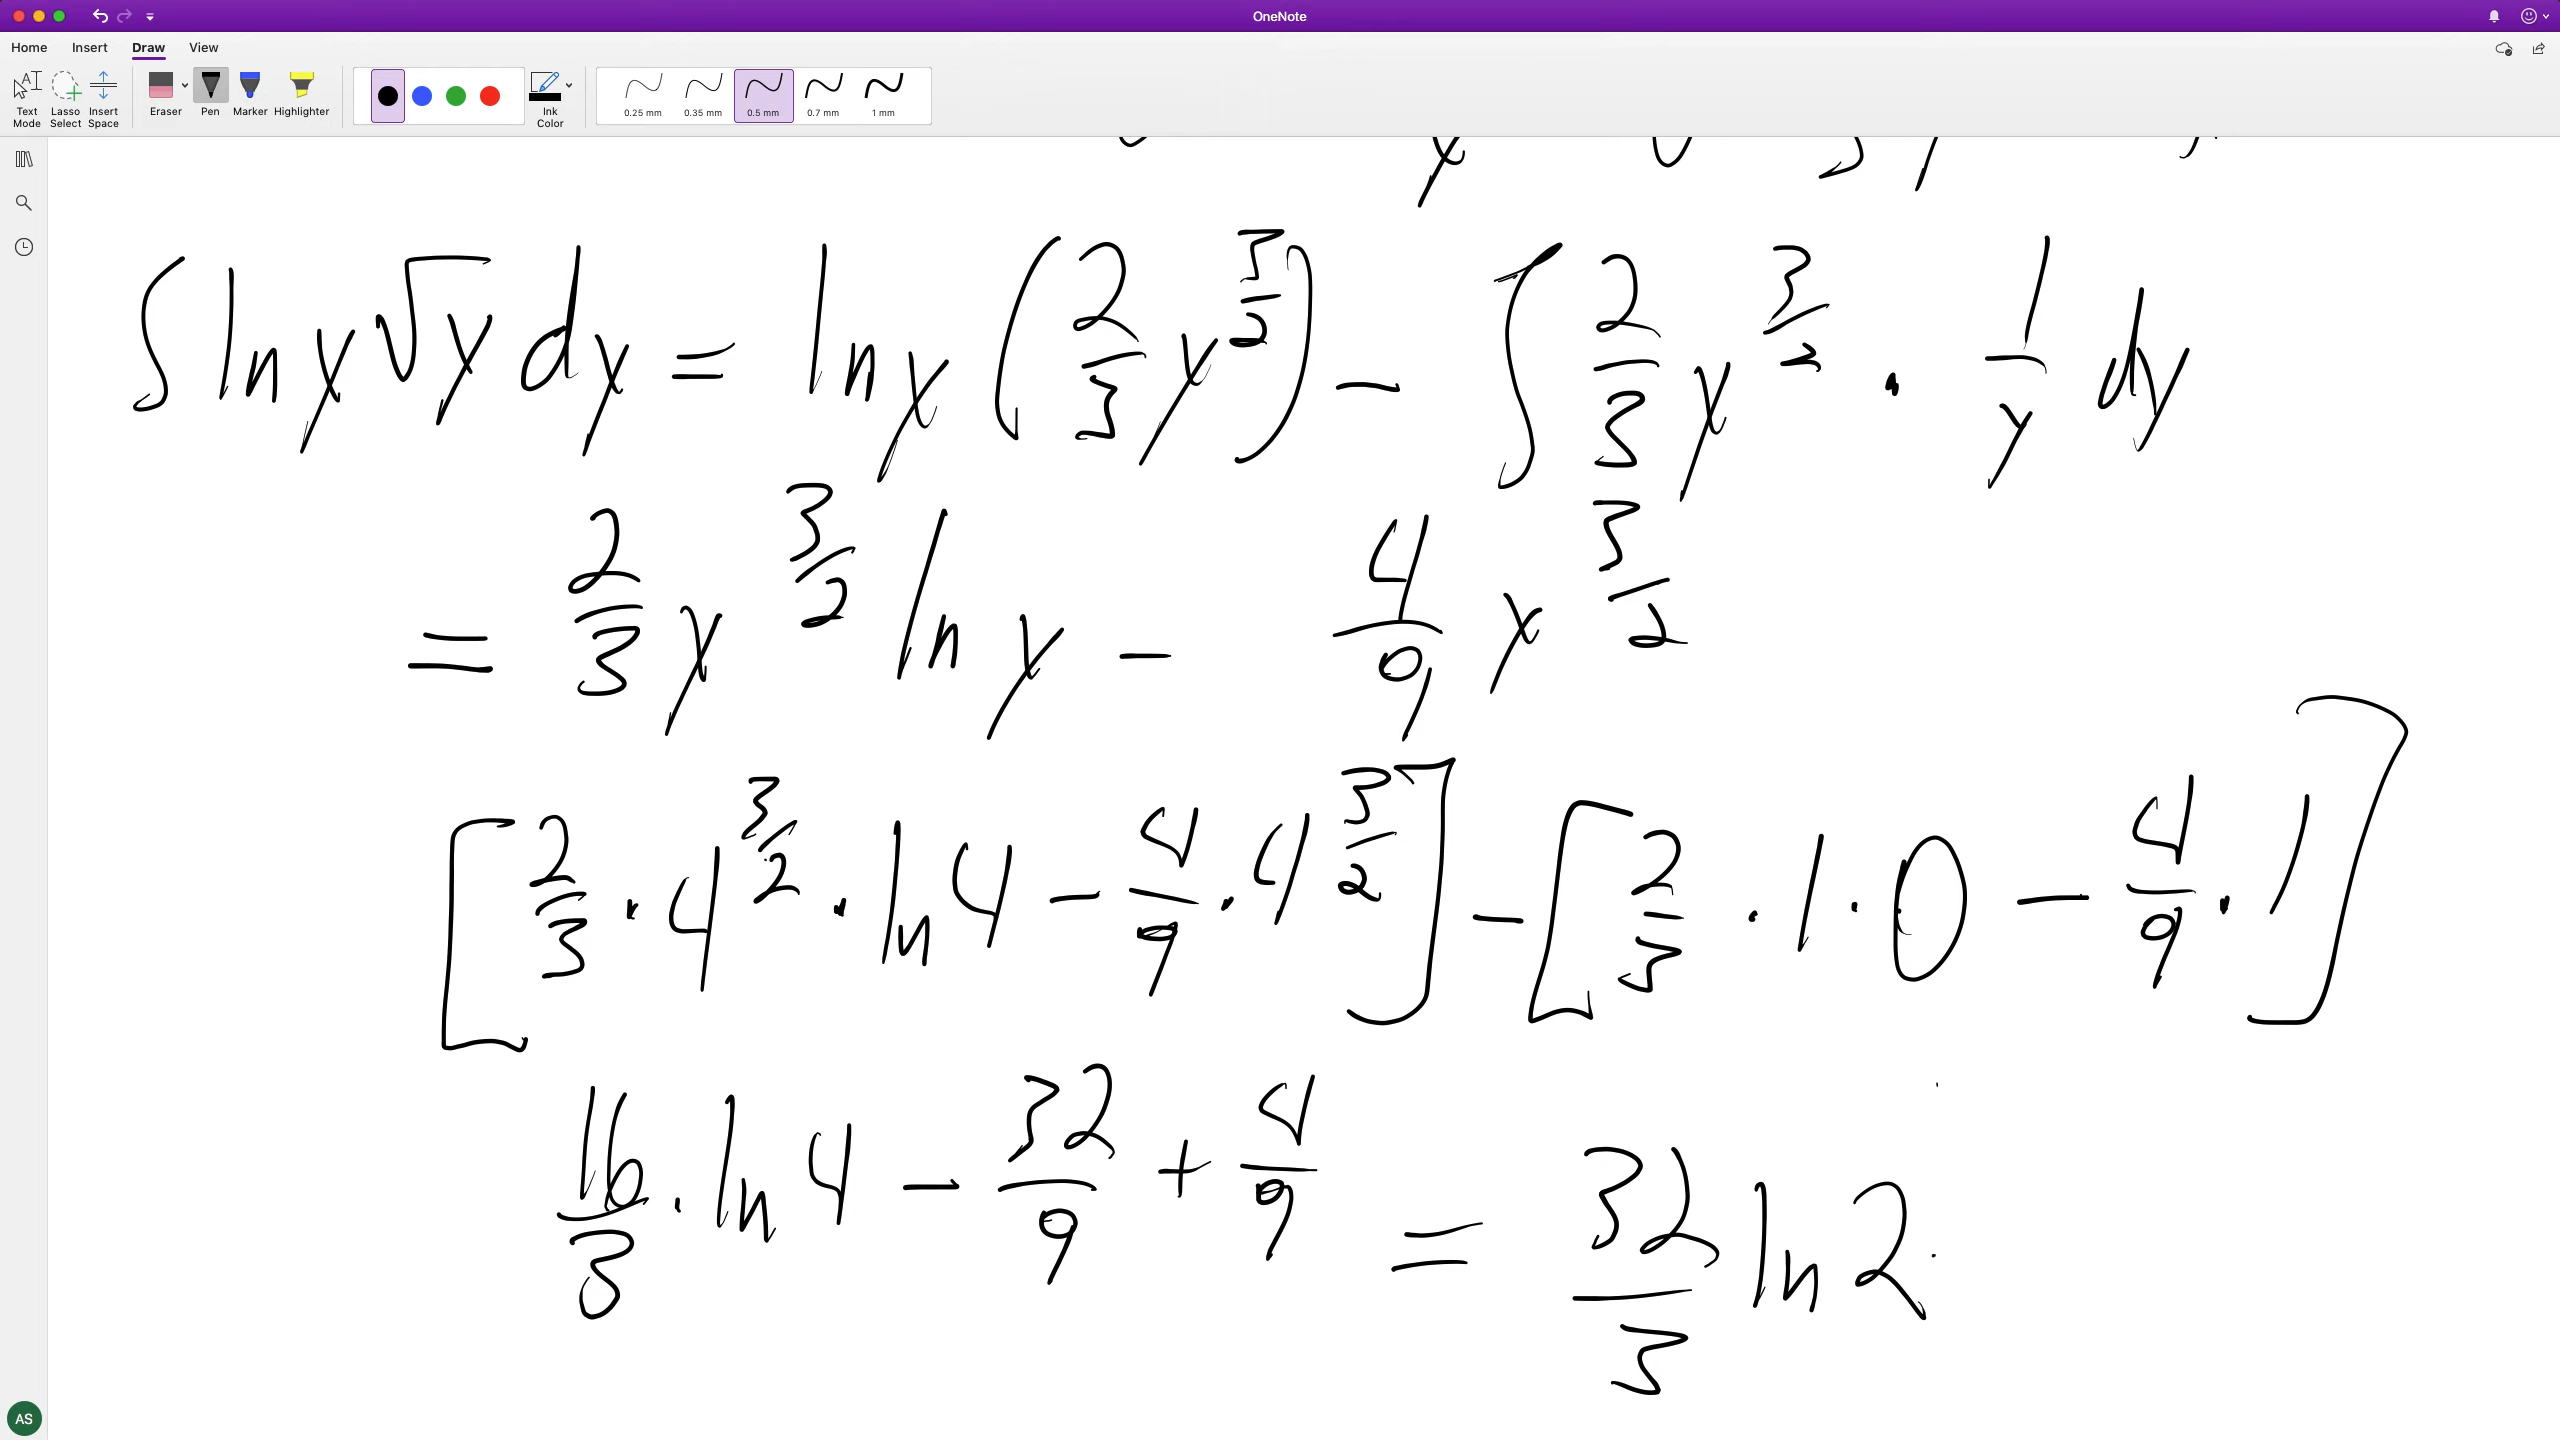 OneNote
Home Insert Draw View
Text Mode Lasso Select Insert Space Eraser Pen Marker Highlighter Ink Color 0.25 mm 0.35 mm 0.5 mm 0.7 mm 1 mm
∫ ln y √y dy = ln y (2/3 y^(3/2)) − ∫ 2/3 y^(3/2) · 1/y dy
= 2/3 y^(3/2) ln y − 4/9 y^(3/2)
[2/3 · 4^(3/2) · ln 4 − 4/9 · 4^(3/2)] − [2/3 · 1 · 0 − 4/9 · 1]
16/3 · ln 4 − 32/9 + 4/9 = 32/3 ln 2
AS